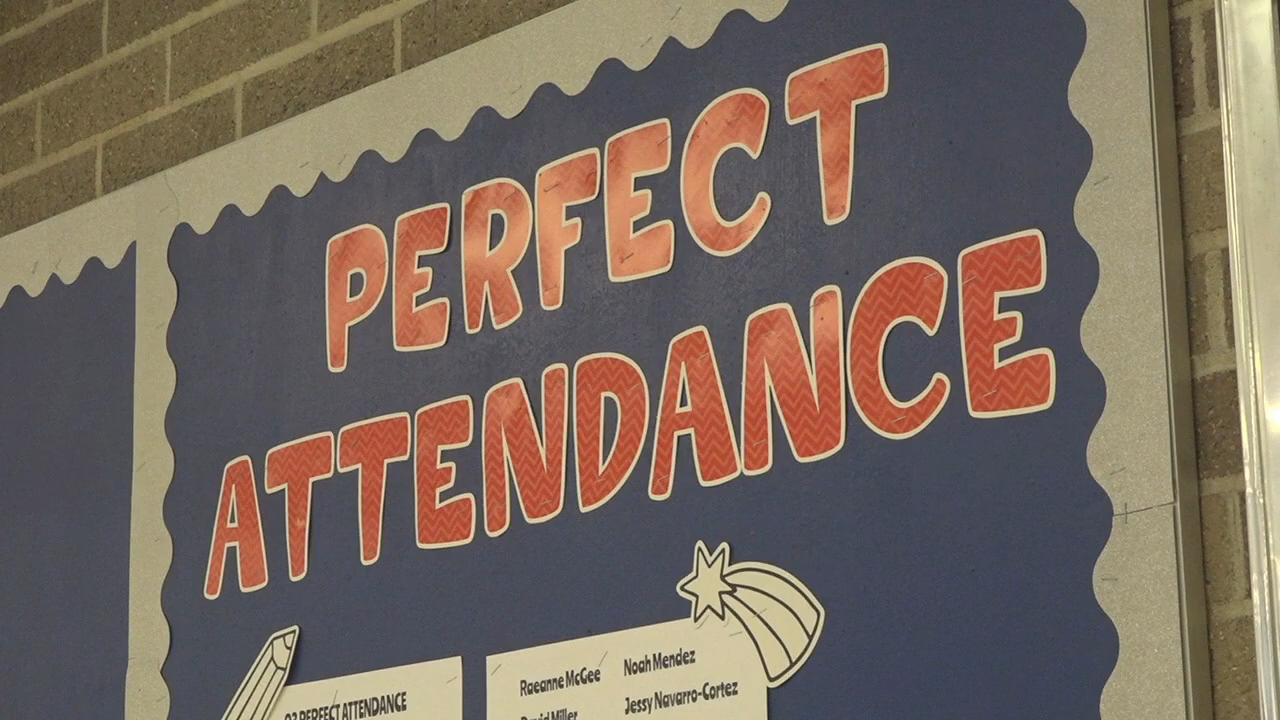 PERFECT
ATTENDANCE
Q2 PERFECT ATTENDANCE
Raeanne McGee
David Miller
Noah Mendez
Jessy Navarro-Cortez